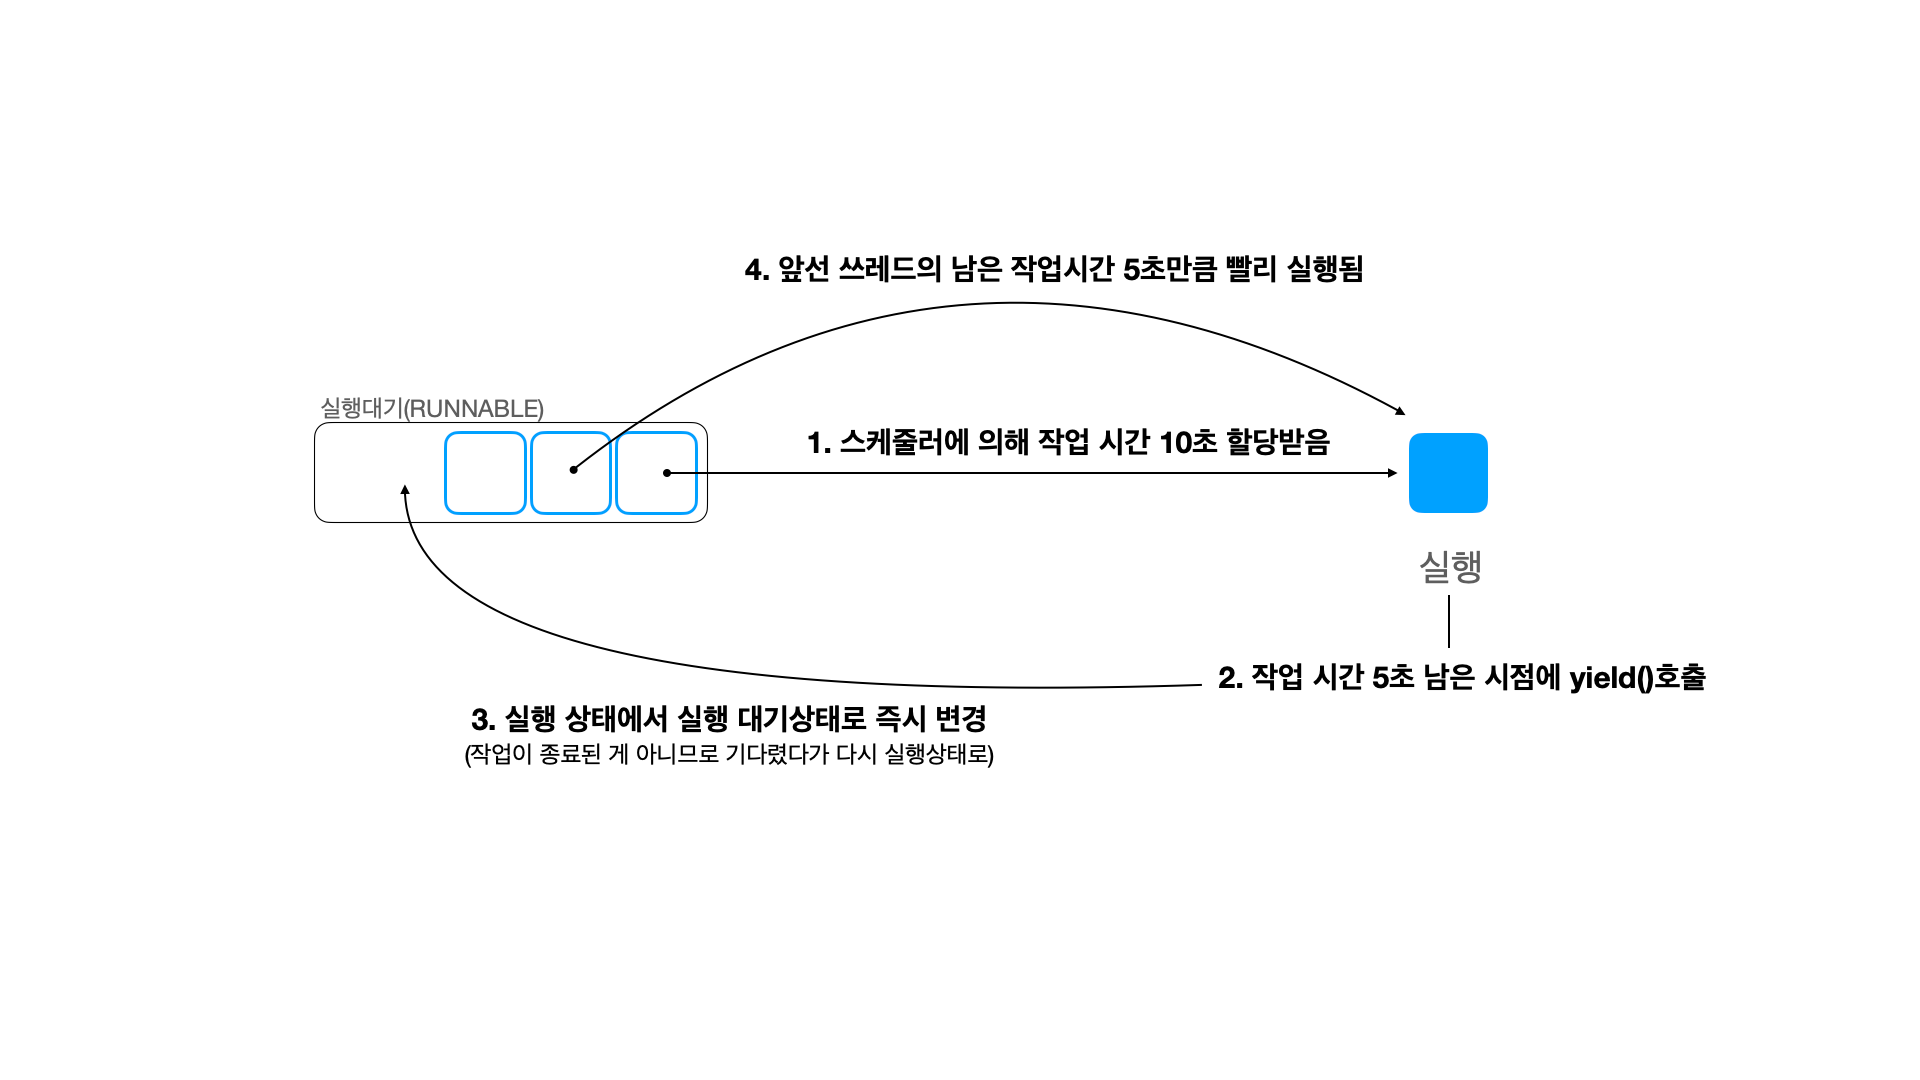 4. 앞선 쓰레드의 남은 작업시간 5초만큼 빨리 실행됨
실행대기(RUNNABLE)
1. 스케줄러에 의해 작업 시간 10초 할당받음
실행
2. 작업 시간 5초 남은 시점에 yield()호출
3. 실행 상태에서 실행 대기상태로 즉시 변경
(작업이 종료된 게 아니므로 기다렸다가 다시 실행상태로)